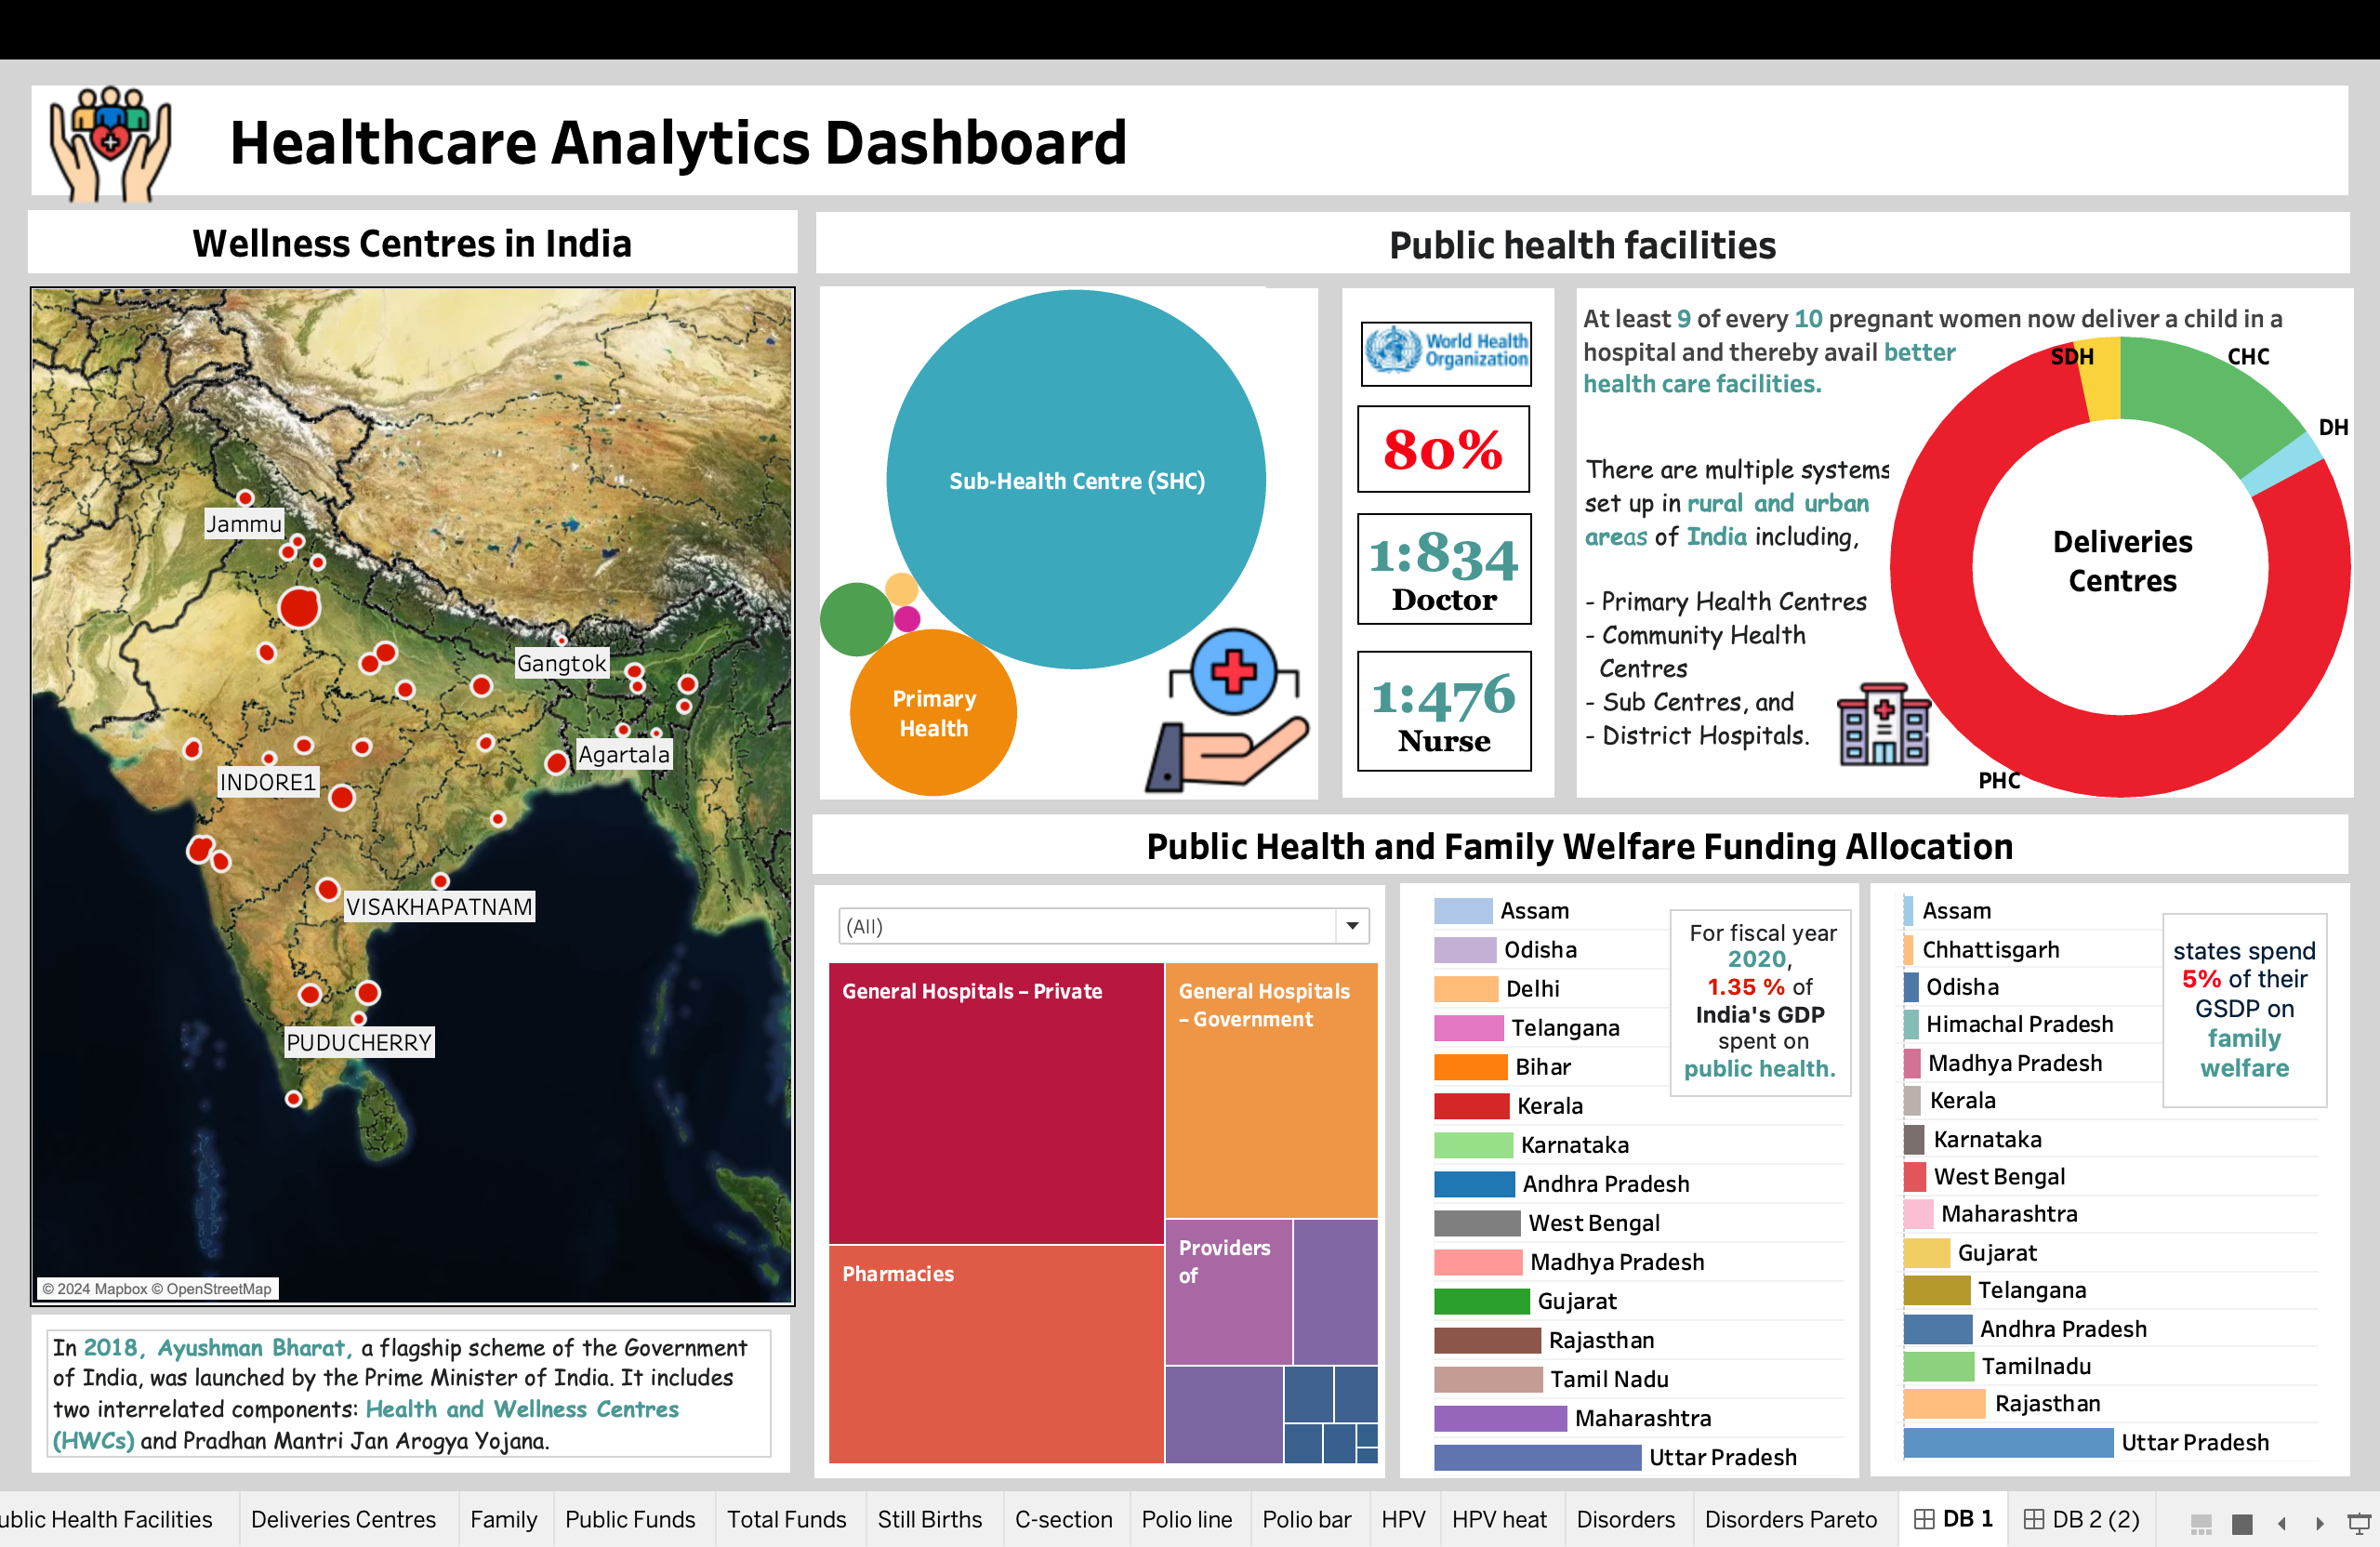 Healthcare Analytics Dashboard
Wellness Centres in India
Jammu
Gangtok
Agartala
INDORE1
VISAKHAPATNAM
PUDUCHERRY
© 2024 Mapbox © OpenStreetMap
In 2018, Ayushman Bharat, a flagship scheme of the Government
of India, was launched by the Prime Minister of India. It includes
two interrelated components: Health and Wellness Centres
(HWCs) and Pradhan Mantri Jan Arogya Yojana.
Public health facilities
Sub-Health Centre (SHC)
Primary
Health
World Health
Organization
80%
1:834
Doctor
1:476
Nurse
At least 9 of every 10 pregnant women now deliver a child in a
hospital and thereby avail better
health care facilities.
There are multiple systems
set up in rural and urban
areas of India including,
- Primary Health Centres
- Community Health
Centres
- Sub Centres, and
- District Hospitals.
SDH
CHC
DH
Deliveries
Centres
PHC
Public Health and Family Welfare Funding Allocation
(All)
General Hospitals – Private
General Hospitals
– Government
Pharmacies
Providers
of
Assam
Odisha
Delhi
Telangana
Bihar
Kerala
Karnataka
Andhra Pradesh
West Bengal
Madhya Pradesh
Gujarat
Rajasthan
Tamil Nadu
Maharashtra
Uttar Pradesh
For fiscal year
2020,
1.35 % of
India's GDP
spent on
public health.
Assam
Chhattisgarh
Odisha
Himachal Pradesh
Madhya Pradesh
Kerala
Karnataka
West Bengal
Maharashtra
Gujarat
Telangana
Andhra Pradesh
Tamilnadu
Rajasthan
Uttar Pradesh
states spend
5% of their
GSDP on
family
welfare
ublic Health Facilities
Deliveries Centres
Family
Public Funds
Total Funds
Still Births
C-section
Polio line
Polio bar
HPV
HPV heat
Disorders
Disorders Pareto
DB 1
DB 2 (2)